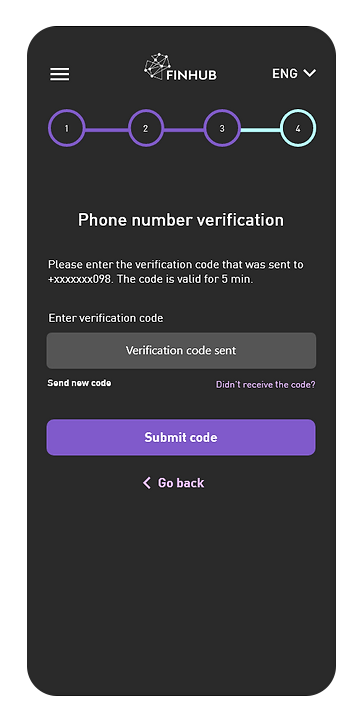 FINHUB
ENG
1 2 3 4
Phone number verification
Please enter the verification code that was sent to
+xxxxxxx098. The code is valid for 5 min.
Enter verification code
Verification code sent
Send new code
Didn't receive the code?
Submit code
Go back